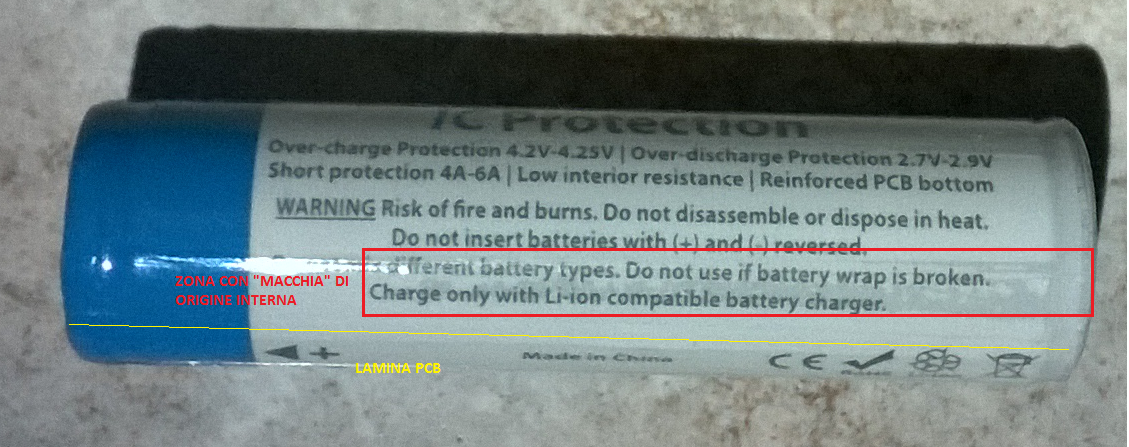 IC Protection
Over-charge Protection 4.2V-4.25V | Over-discharge Protection 2.7V-2.9V
Short protection 4A-6A | Low interior resistance | Reinforced PCB bottom
WARNING Risk of fire and burns. Do not disassemble or dispose in heat.
Do not insert batteries with (+) and (-) reversed.
different battery types. Do not use if battery wrap is broken.
ZONA CON "MACCHIA" DI
ORIGINE INTERNA
Charge only with Li-ion compatible battery charger.
+
Made in China
CE
LAMINA PCB